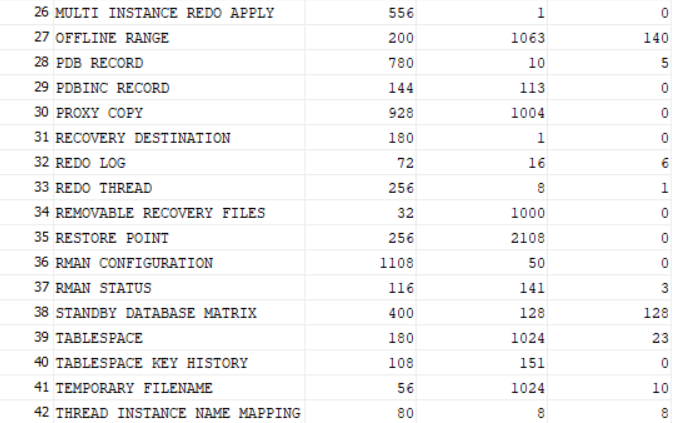 26 MULTI INSTANCE REDO APPLY 556 1 0
27 OFFLINE RANGE 200 1063 140
28 PDB RECORD 780 10 5
29 PDBINC RECORD 144 113 0
30 PROXY COPY 928 1004 0
31 RECOVERY DESTINATION 180 1 0
32 REDO LOG 72 16 6
33 REDO THREAD 256 8 1
34 REMOVABLE RECOVERY FILES 32 1000 0
35 RESTORE POINT 256 2108 0
36 RMAN CONFIGURATION 1108 50 0
37 RMAN STATUS 116 141 3
38 STANDBY DATABASE MATRIX 400 128 128
39 TABLESPACE 180 1024 23
40 TABLESPACE KEY HISTORY 108 151 0
41 TEMPORARY FILENAME 56 1024 10
42 THREAD INSTANCE NAME MAPPING 80 8 8